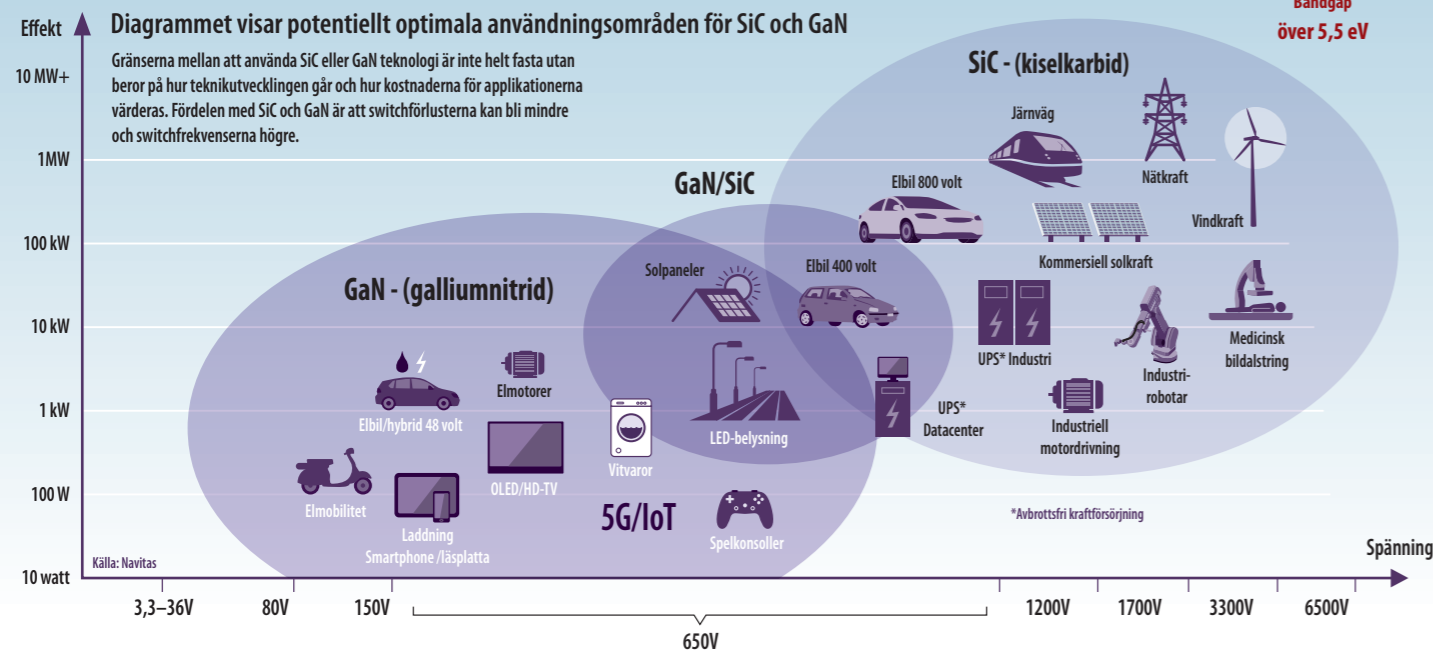 Bandgap
över 5,5 eV
Effekt
Diagrammet visar potentiellt optimala användningsområden för SiC och GaN
Gränserna mellan att använda SiC eller GaN teknologi är inte helt fasta utan
beror på hur teknikutvecklingen går och hur kostnaderna för applikationerna
värderas. Fördelen med SiC och GaN är att switchförlusterna kan bli mindre
och switchfrekvenserna högre.
10 MW+
1MW
100 kW
10 kW
1 kW
100 W
10 watt
SiC - (kiselkarbid)
Järnväg
Nätkraft
Vindkraft
Elbil 800 volt
Kommersiell solkraft
GaN/SiC
Solpaneler
Elbil 400 volt
GaN - (galliumnitrid)
UPS* Industri
Industri-
robotar
Medicinsk
bildalstring
Elmotorer
Elbil/hybrid 48 volt
LED-belysning
UPS*
Datacenter
Industriell
motordrivning
OLED/HD-TV
Vitvaror
Elmobilitet
Laddning
Smartphone /läsplatta
5G/IoT
Spelkonsoller
*Avbrottsfri kraftförsörjning
Källa: Navitas
Spänning
3,3–36V
80V
150V
650V
1200V
1700V
3300V
6500V